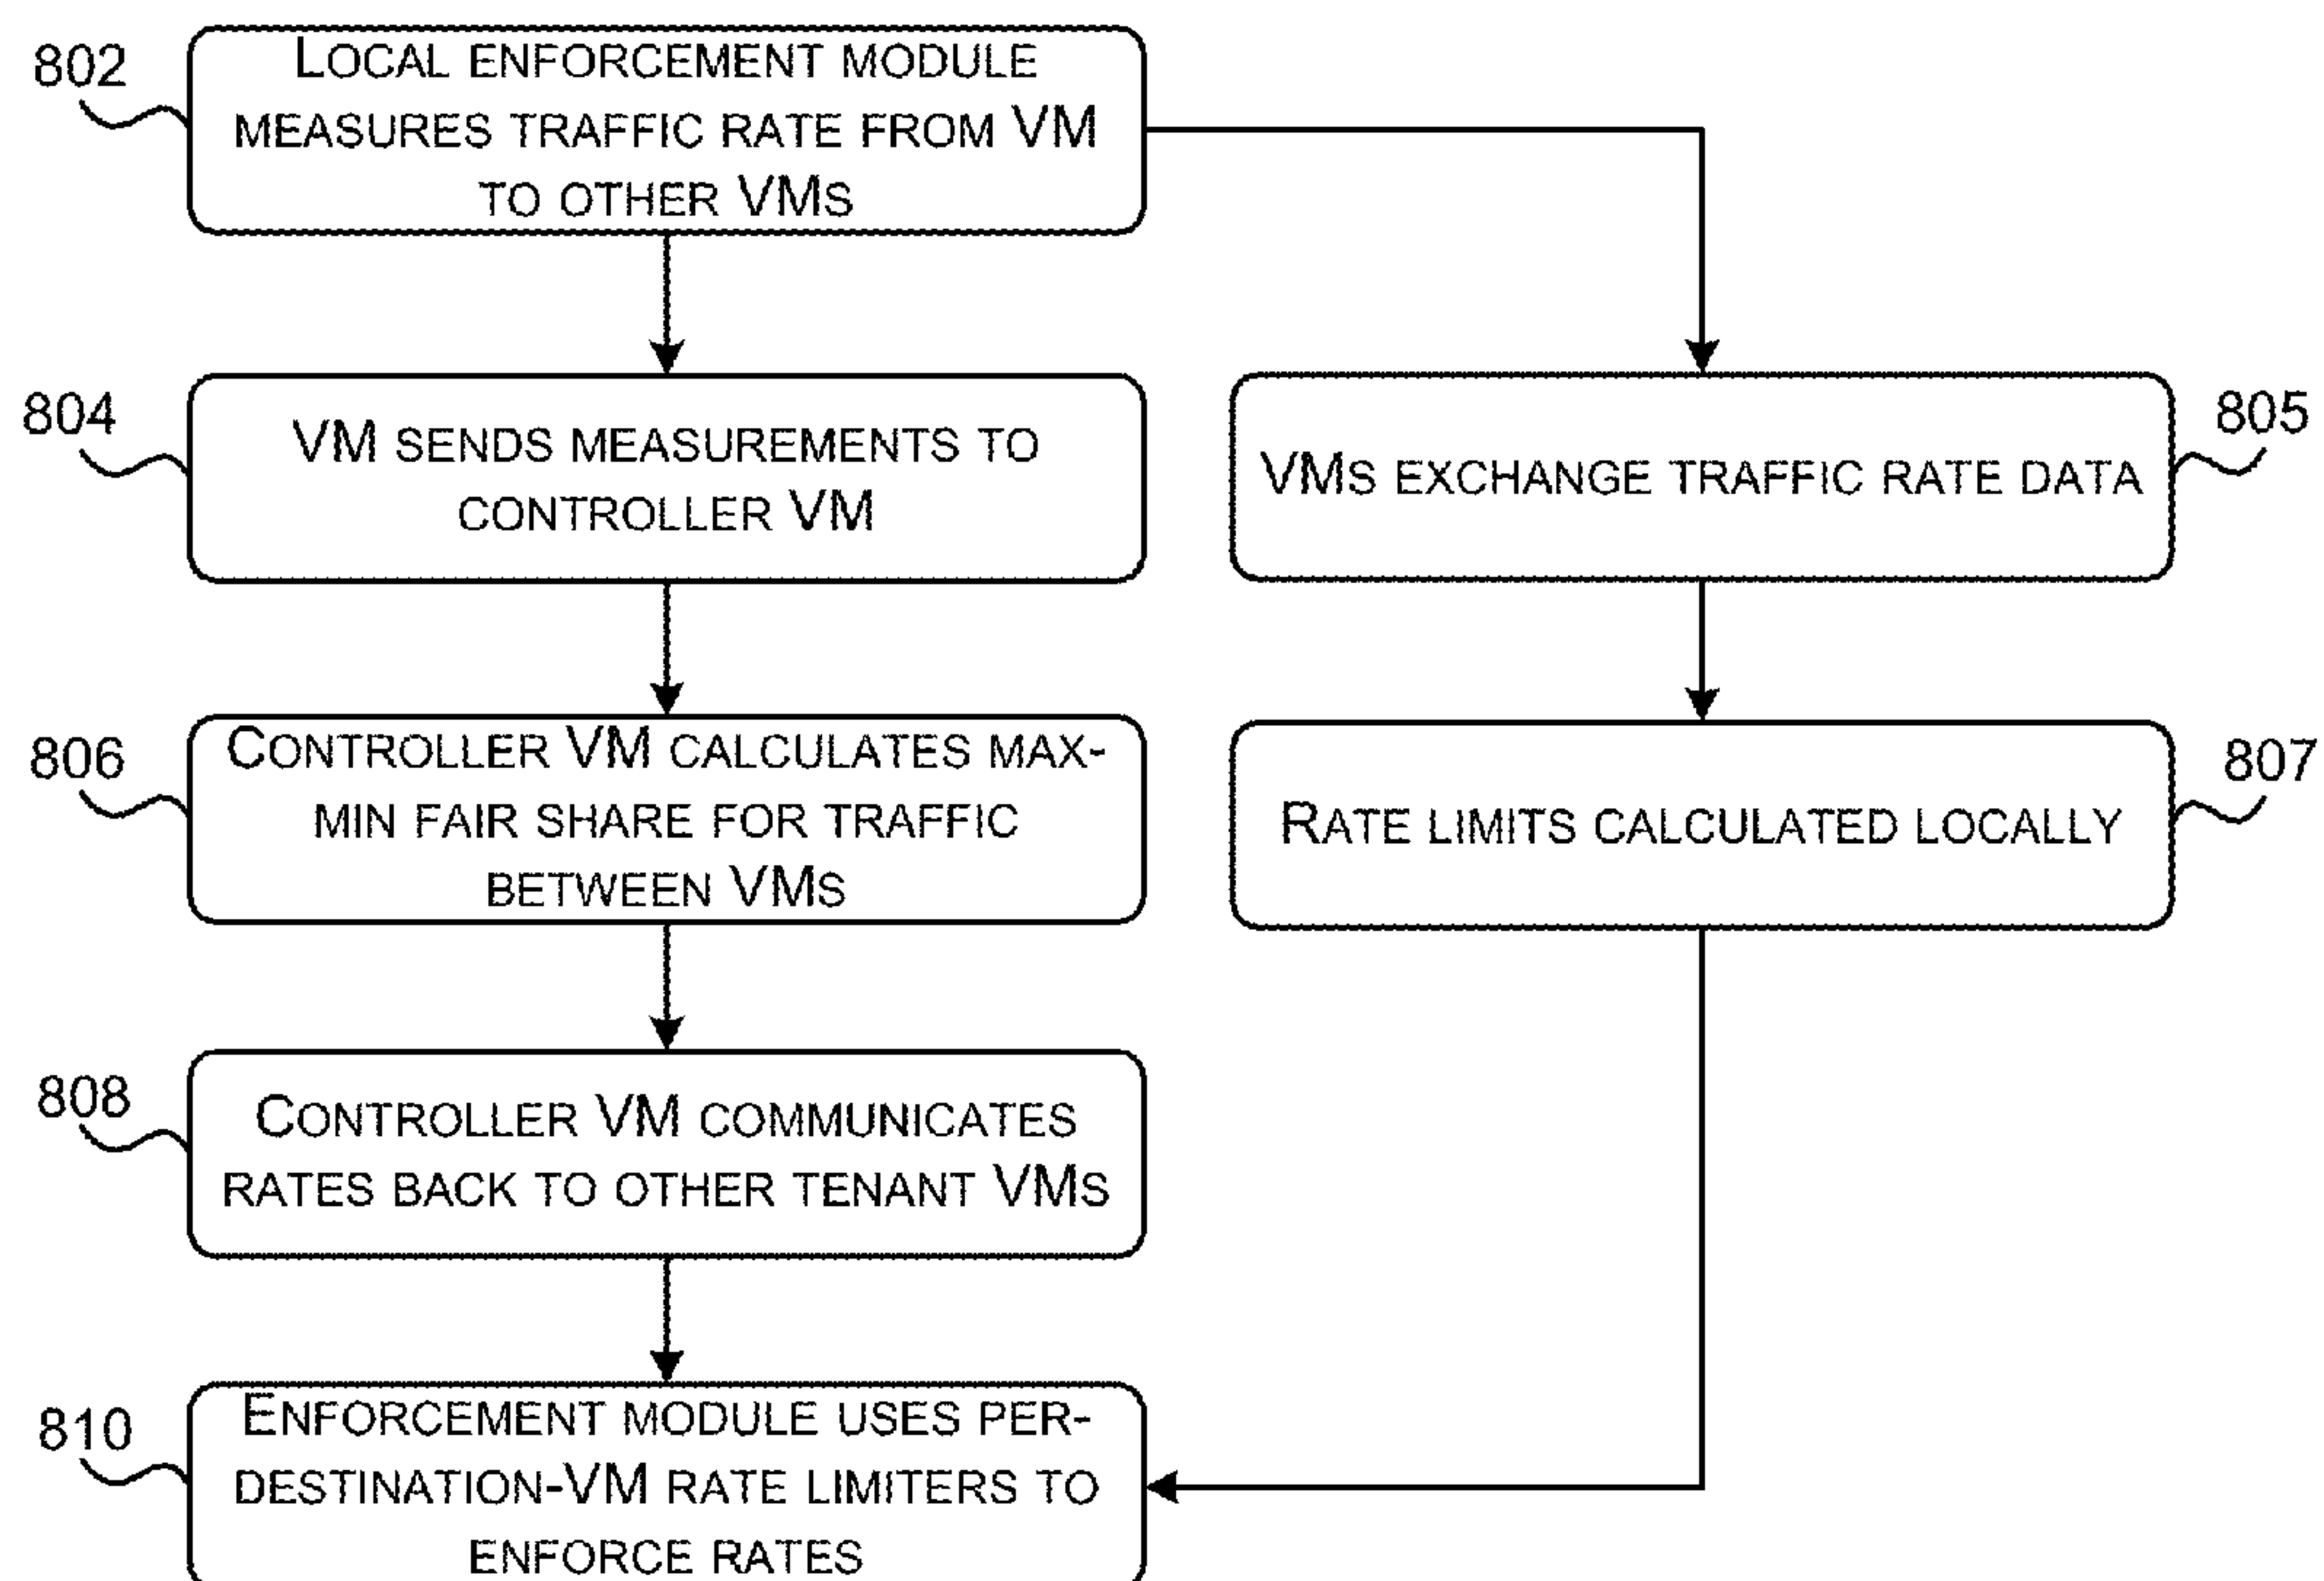 802
LOCAL ENFORCEMENT MODULE
MEASURES TRAFFIC RATE FROM VM
TO OTHER VMS
804
VM SENDS MEASUREMENTS TO
CONTROLLER VM
805
VMS EXCHANGE TRAFFIC RATE DATA
806
CONTROLLER VM CALCULATES MAX-
MIN FAIR SHARE FOR TRAFFIC
BETWEEN VMS
807
RATE LIMITS CALCULATED LOCALLY
808
CONTROLLER VM COMMUNICATES
RATES BACK TO OTHER TENANT VMS
810
ENFORCEMENT MODULE USES PER-
DESTINATION-VM RATE LIMITERS TO
ENFORCE RATES